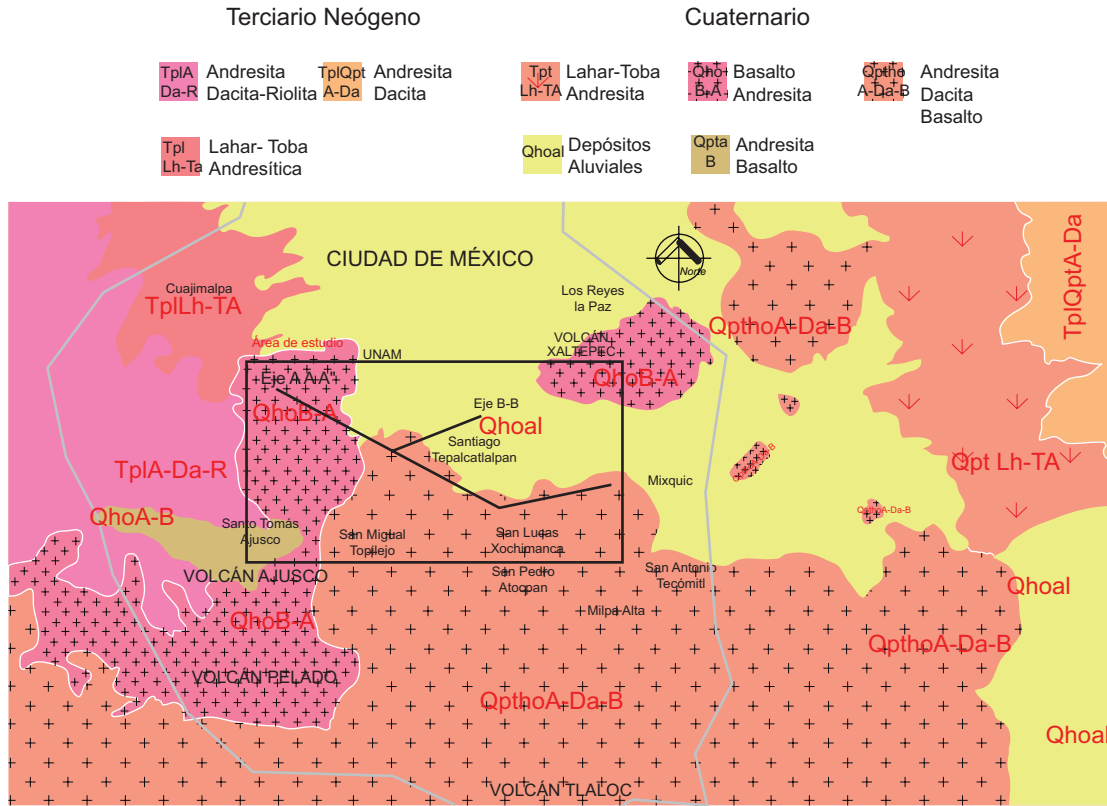 Terciario Neógeno
Cuaternario
TplA
Da-R
Andresita
Dacita-Riolita
TplQpt
A-Da
Andresita
Dacita
Tpt
Lh-TA
Lahar-Toba
Andresita
Qho
B-A
Basalto
Andresita
Qptho
A-Da-B
Andresita
Dacita
Basalto
Tpl
Lh-Ta
Lahar- Toba
Andresítica
Qhoal
Depósitos
Aluviales
Qpta
B
Andresita
Basalto
CIUDAD DE MÉXICO
Norte
Cuajimalpa
TplLh-TA
Los Reyes
la Paz
TplQptA-Da
QpthoA-Da-B
Área de estudio
UNAM
VOLCÁN
XALTEPEC
Eje A A'A"
QhoB-A
QhoB-A
Eje B-B
Qhoal
Santiago
Tepalcatlalpan
TplA-Da-R
Mixquic
Qpt Lh-TA
QhoA-B
Santo Tomás
Ajusco
San Migual
Topilejo
San Lucas
Xochimanca
QpthoA-Da-B
VOLCÁN AJUSCO
San Pedro
Atocpan
San Antonio
Tecómitl
Qhoal
QhoB-A
Milpa Alta
QpthoA-Da-B
VOLCÁN PELADO
QpthoA-Da-B
Qhoal
VOLCÁN TLALOC